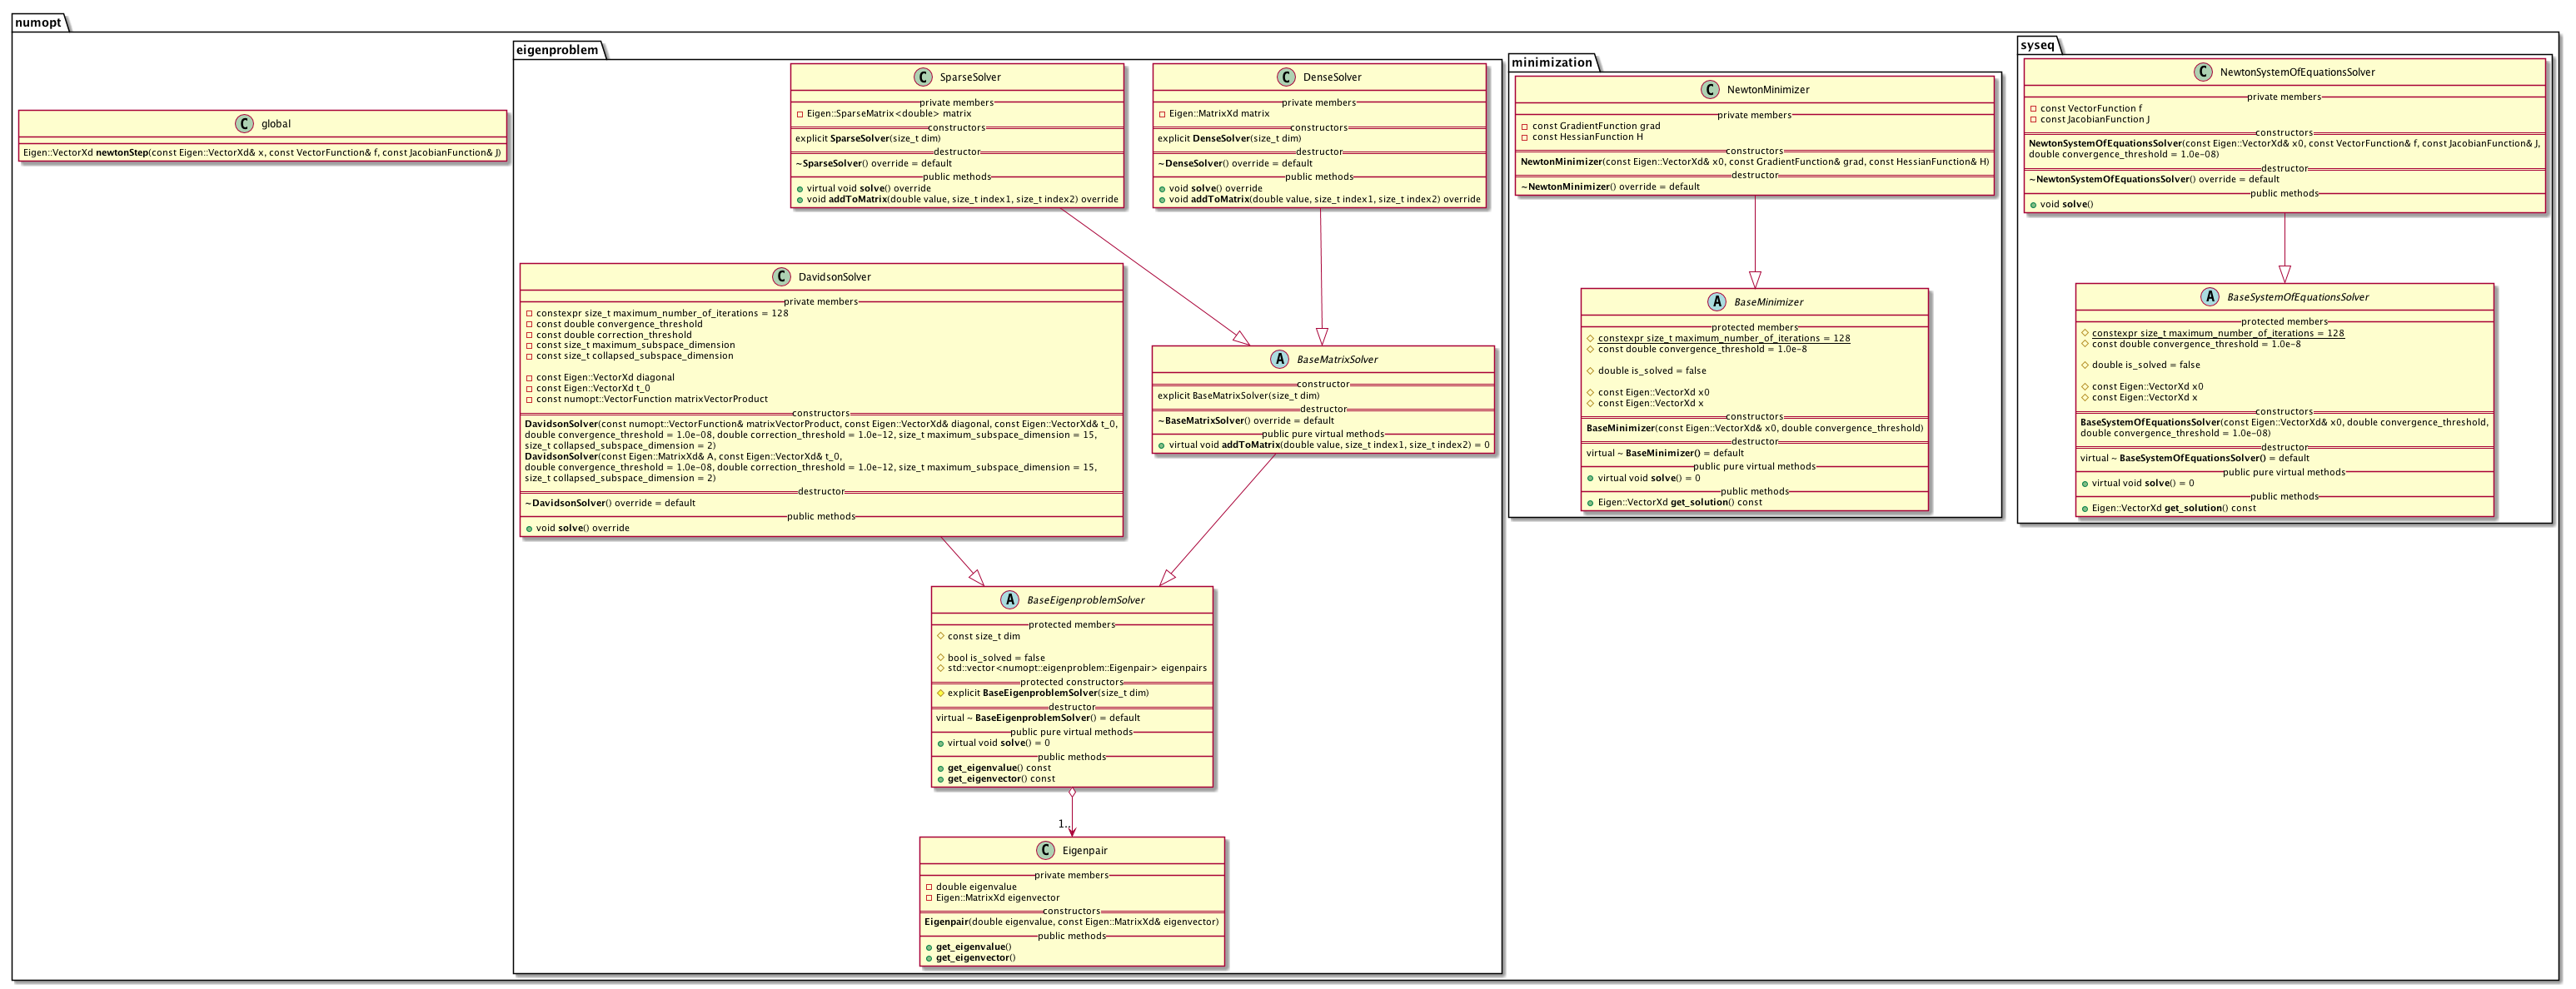 numopt
global
Eigen::VectorXd newtonStep(const Eigen::VectorXd& x, const VectorFunction& f, const JacobianFunction& J)
eigenproblem
SparseSolver
private members
Eigen::SparseMatrix<double> matrix
constructors
explicit SparseSolver(size_t dim)
destructor
~SparseSolver() override = default
public methods
virtual void solve() override
void addToMatrix(double value, size_t index1, size_t index2) override
DenseSolver
private members
Eigen::MatrixXd matrix
constructors
explicit DenseSolver(size_t dim)
destructor
~DenseSolver() override = default
public methods
void solve() override
void addToMatrix(double value, size_t index1, size_t index2) override
DavidsonSolver
private members
constexpr size_t maximum_number_of_iterations = 128
const double convergence_threshold
const double correction_threshold
const size_t maximum_subspace_dimension
const size_t collapsed_subspace_dimension
const Eigen::VectorXd diagonal
const Eigen::VectorXd t_0
const numopt::VectorFunction matrixVectorProduct
constructors
DavidsonSolver(const numopt::VectorFunction& matrixVectorProduct, const Eigen::VectorXd& diagonal, const Eigen::VectorXd& t_0,
double convergence_threshold = 1.0e-08, double correction_threshold = 1.0e-12, size_t maximum_subspace_dimension = 15,
size_t collapsed_subspace_dimension = 2)
DavidsonSolver(const Eigen::MatrixXd& A, const Eigen::VectorXd& t_0,
double convergence_threshold = 1.0e-08, double correction_threshold = 1.0e-12, size_t maximum_subspace_dimension = 15,
size_t collapsed_subspace_dimension = 2)
destructor
~DavidsonSolver() override = default
public methods
void solve() override
BaseMatrixSolver
constructor
explicit BaseMatrixSolver(size_t dim)
destructor
~BaseMatrixSolver() override = default
public pure virtual methods
virtual void addToMatrix(double value, size_t index1, size_t index2) = 0
BaseEigenproblemSolver
protected members
const size_t dim
bool is_solved = false
std::vector<numopt::eigenproblem::Eigenpair> eigenpairs
protected constructors
explicit BaseEigenproblemSolver(size_t dim)
destructor
virtual ~ BaseEigenproblemSolver() = default
public pure virtual methods
virtual void solve() = 0
public methods
get_eigenvalue() const
get_eigenvector() const
1..
Eigenpair
private members
double eigenvalue
Eigen::MatrixXd eigenvector
constructors
Eigenpair(double eigenvalue, const Eigen::MatrixXd& eigenvector)
public methods
get_eigenvalue()
get_eigenvector()
minimization
NewtonMinimizer
private members
const GradientFunction grad
const HessianFunction H
constructors
NewtonMinimizer(const Eigen::VectorXd& x0, const GradientFunction& grad, const HessianFunction& H)
destructor
~NewtonMinimizer() override = default
BaseMinimizer
protected members
constexpr size_t maximum_number_of_iterations = 128
const double convergence_threshold = 1.0e-8
double is_solved = false
const Eigen::VectorXd x0
const Eigen::VectorXd x
constructors
BaseMinimizer(const Eigen::VectorXd& x0, double convergence_threshold)
destructor
virtual ~ BaseMinimizer() = default
public pure virtual methods
virtual void solve() = 0
public methods
Eigen::VectorXd get_solution() const
syseq
NewtonSystemOfEquationsSolver
private members
const VectorFunction f
const JacobianFunction J
constructors
NewtonSystemOfEquationsSolver(const Eigen::VectorXd& x0, const VectorFunction& f, const JacobianFunction& J,
double convergence_threshold = 1.0e-08)
destructor
~NewtonSystemOfEquationsSolver() override = default
public methods
void solve()
BaseSystemOfEquationsSolver
protected members
constexpr size_t maximum_number_of_iterations = 128
const double convergence_threshold = 1.0e-8
double is_solved = false
const Eigen::VectorXd x0
const Eigen::VectorXd x
constructors
BaseSystemOfEquationsSolver(const Eigen::VectorXd& x0, double convergence_threshold,
double convergence_threshold = 1.0e-08)
destructor
virtual ~ BaseSystemOfEquationsSolver() = default
public pure virtual methods
virtual void solve() = 0
public methods
Eigen::VectorXd get_solution() const